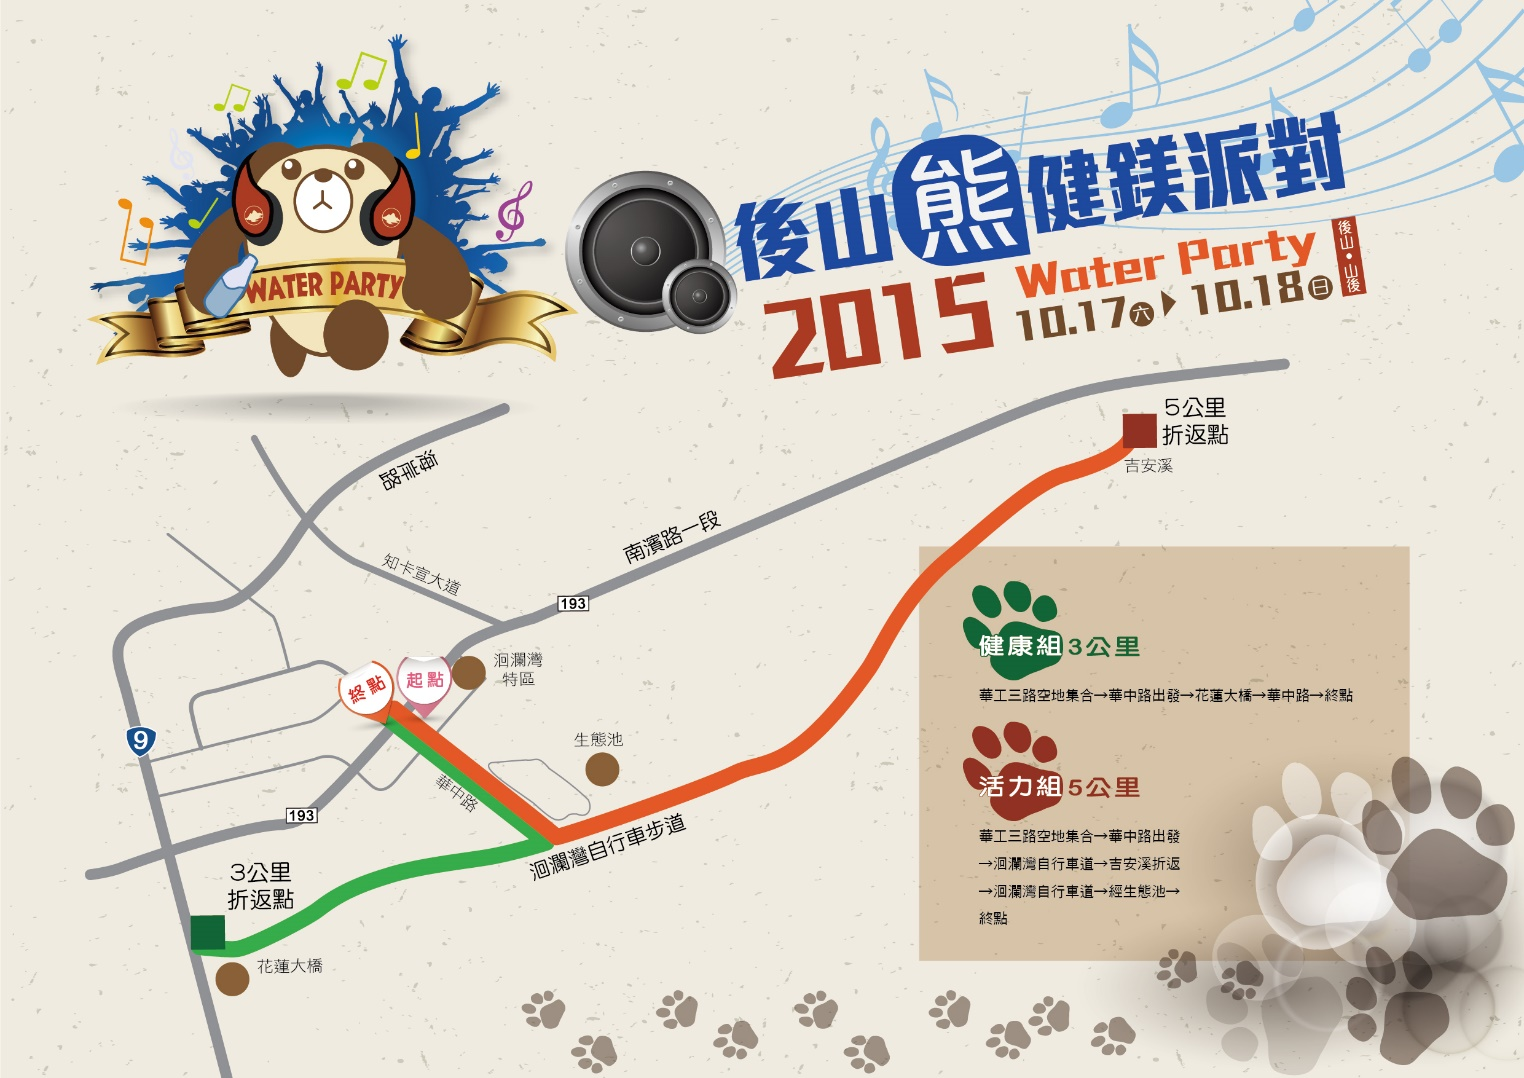 WATER PARTY
後山熊健鎂派對
2015
Water Party
10.17㊅▶10.18㊐
後山•山後
5公里
折返點
吉安溪
南濱路一段
知卡宣大道
193
洄瀾灣
特區
終點
起點
9
生態池
華中路
193
洄瀾灣自行車步道
3公里
折返點
花蓮大橋
健康組3公里
華工三路空地集合→華中路出發→花蓮大橋→華中路→終點
活力組5公里
華工三路空地集合→華中路出發
→洄瀾灣自行車道→吉安溪折返
→洄瀾灣自行車道→經生態池→
終點